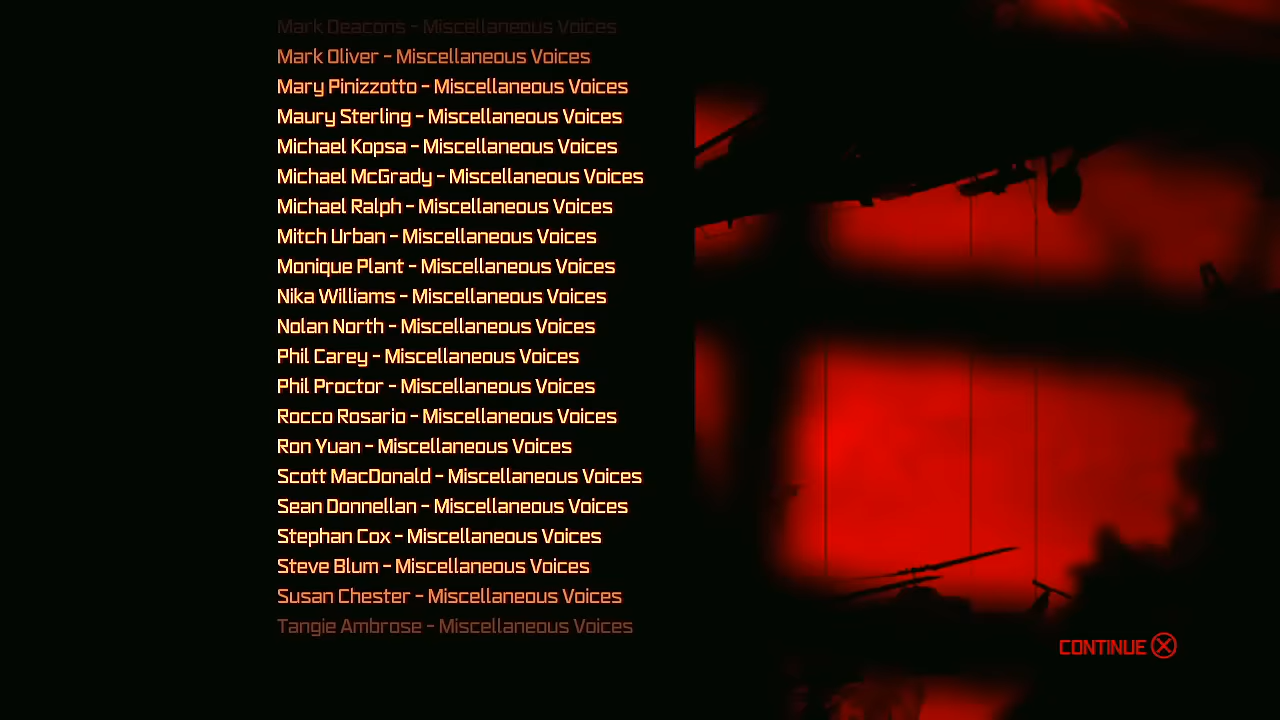 Mark Deacons - Miscellaneous Voices
Mark Oliver - Miscellaneous Voices
Mary Pinizzotto - Miscellaneous Voices
Maury Sterling - Miscellaneous Voices
Michael Kopsa - Miscellaneous Voices
Michael McGrady - Miscellaneous Voices
Michael Ralph - Miscellaneous Voices
Mitch Urban - Miscellaneous Voices
Monique Plant - Miscellaneous Voices
Nika Williams - Miscellaneous Voices
Nolan North - Miscellaneous Voices
Phil Carey - Miscellaneous Voices
Phil Proctor - Miscellaneous Voices
Rocco Rosario - Miscellaneous Voices
Ron Yuan - Miscellaneous Voices
Scott MacDonald - Miscellaneous Voices
Sean Donnellan - Miscellaneous Voices
Stephan Cox - Miscellaneous Voices
Steve Blum - Miscellaneous Voices
Susan Chester - Miscellaneous Voices
Tangie Ambrose - Miscellaneous Voices
CONTINUE